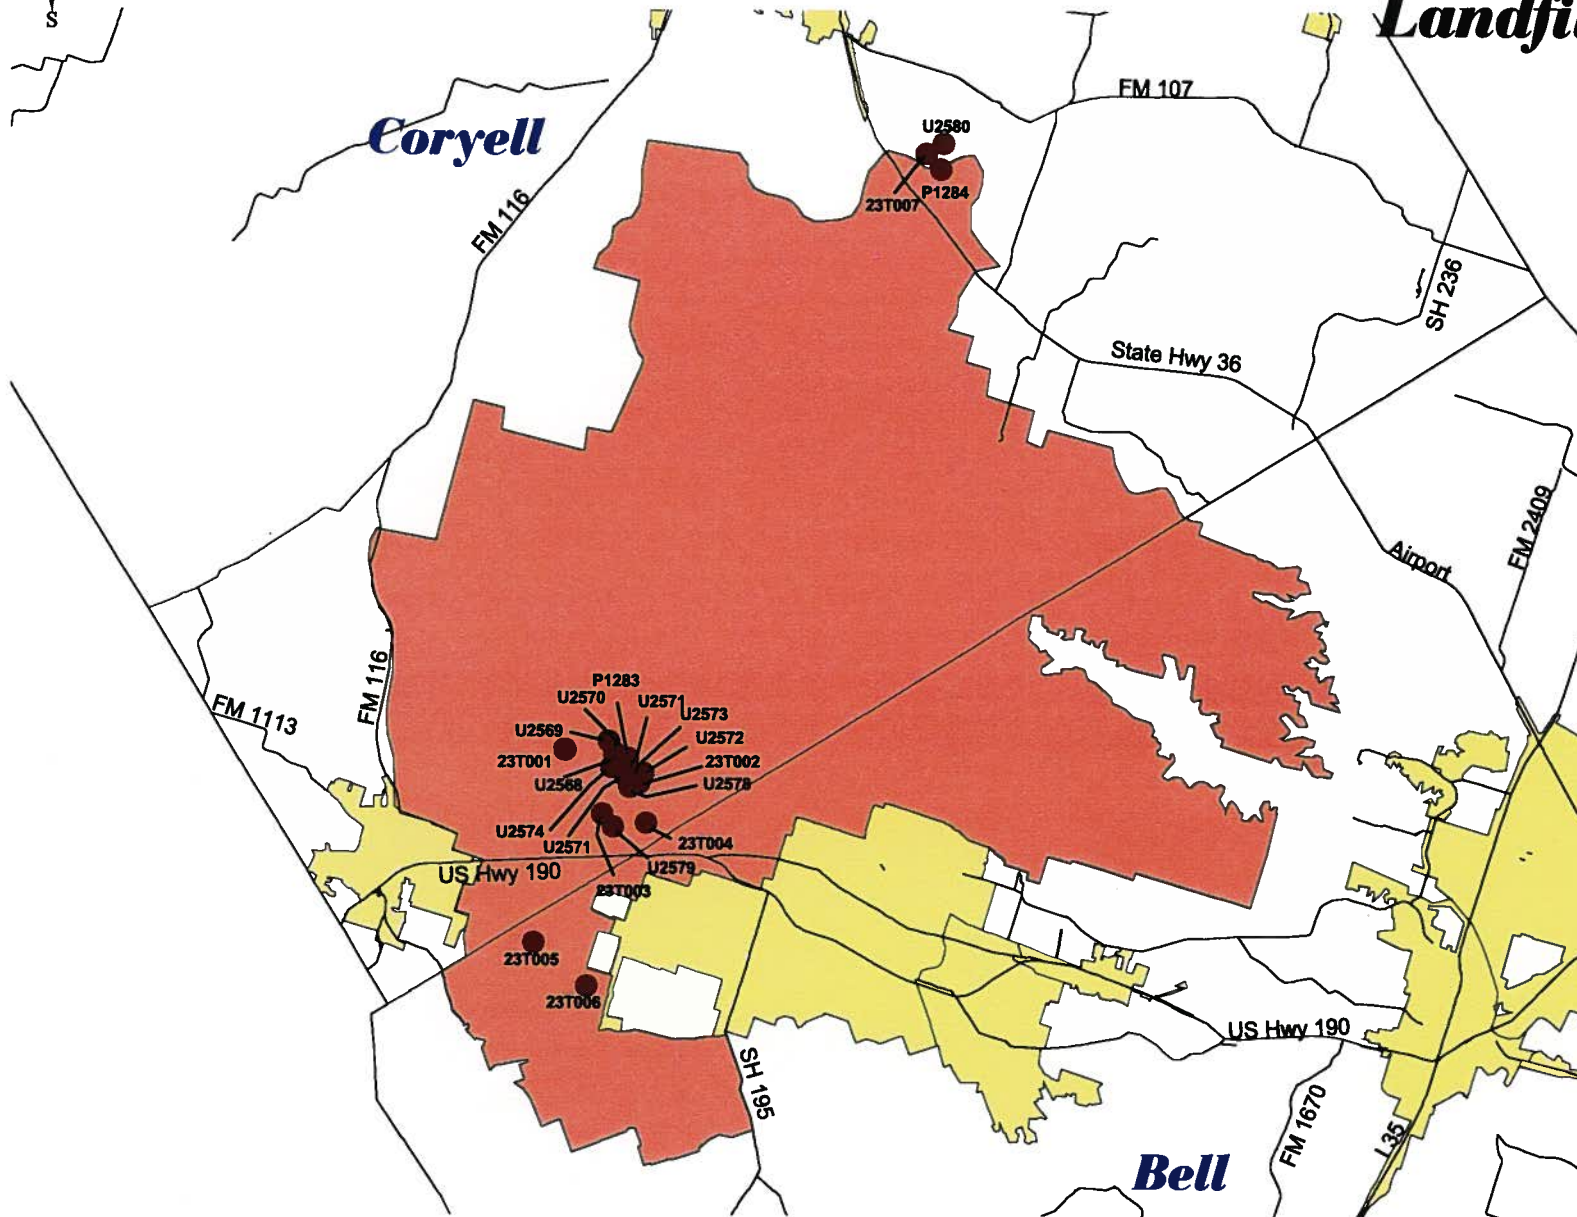 S
Landfi
FM 107
U2580
Coryell
P1284
23T007
FM 116
SH 236
State Hwy 36
FM 2409
Airport
FM 116
P1283
U2570
U2571
U2573
FM 1113
U2569
U2572
23T001
23T002
U2568
U2578
U2574
U2571
23T004
US Hwy 190
U2579
23T003
23T005
23T006
US Hwy 190
SH 195
FM 1670
I.35
Bell